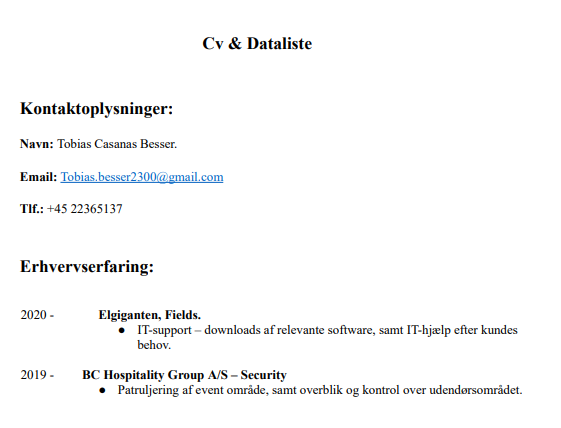 Cv & Dataliste
Kontaktoplysninger:
Navn: Tobias Casanas Besser.
Email: Tobias.besser2300@gmail.com
Tlf.: +45 22365137
Erhvervserfaring:
2020 - Elgiganten, Fields.
● IT-support – downloads af relevante software, samt IT-hjælp efter kundes
behov.
2019 - BC Hospitality Group A/S – Security
● Patruljering af event område, samt overblik og kontrol over udendørsområdet.